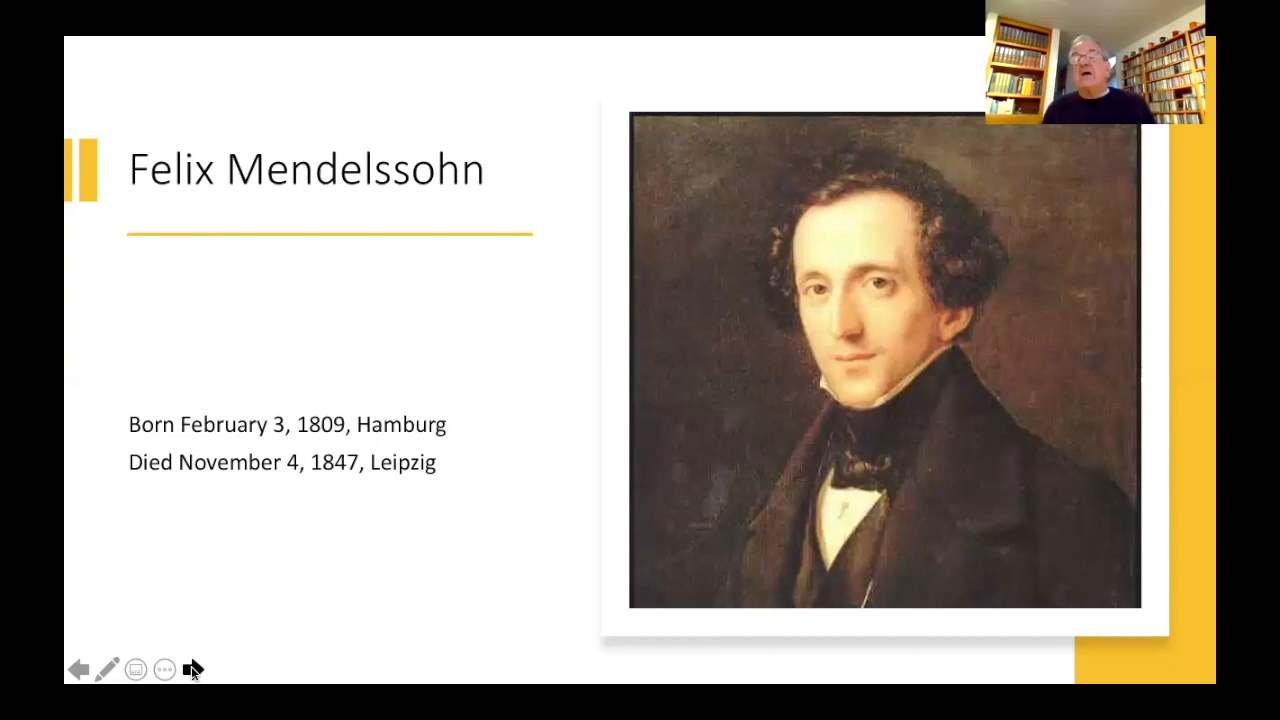 Felix Mendelssohn
Born February 3, 1809, Hamburg
Died November 4, 1847, Leipzig